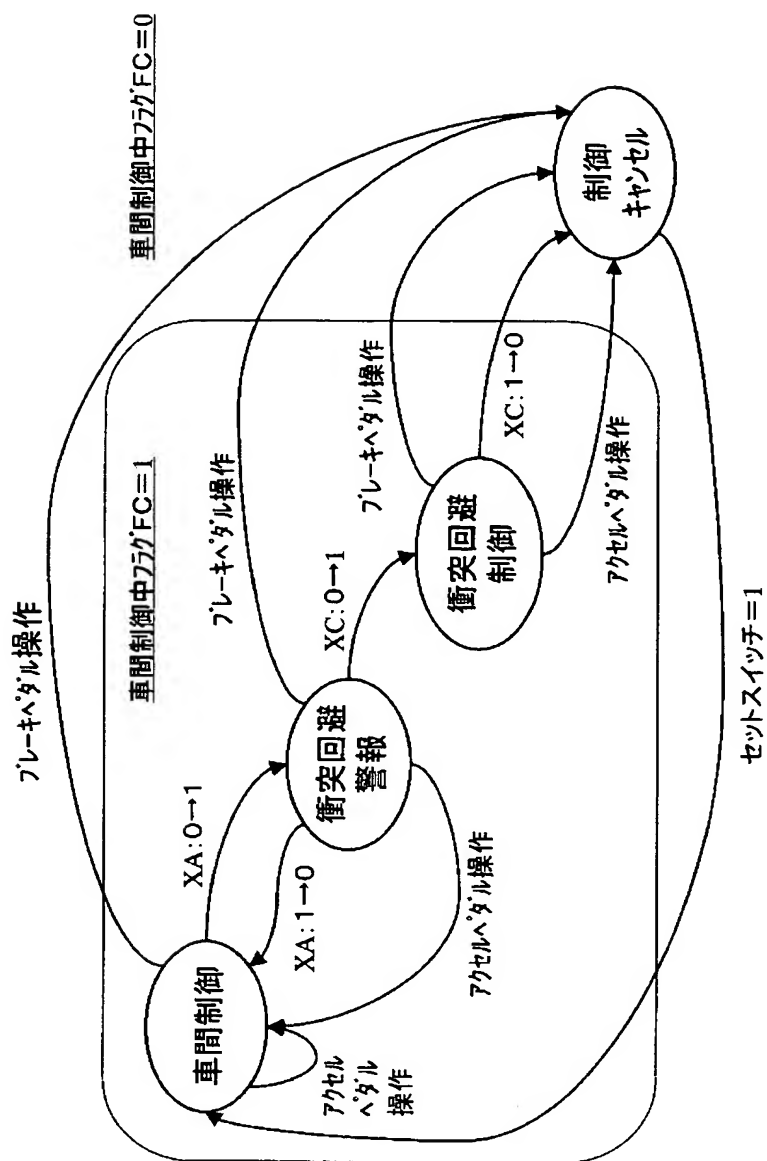 ブレーキペダル操作
車間制御中フラグFC=0
車間制御中フラグFC=1
車間制御
XA:0→1
XA:1→0
アクセル
ペダル
操作
アクセルペダル操作
衝突回避
警報
ブレーキペダル操作
XC:0→1
衝突回避
制御
ブレーキペダル操作
XC:1→0
アクセルペダル操作
制御
キャンセル
セットスイッチ=1